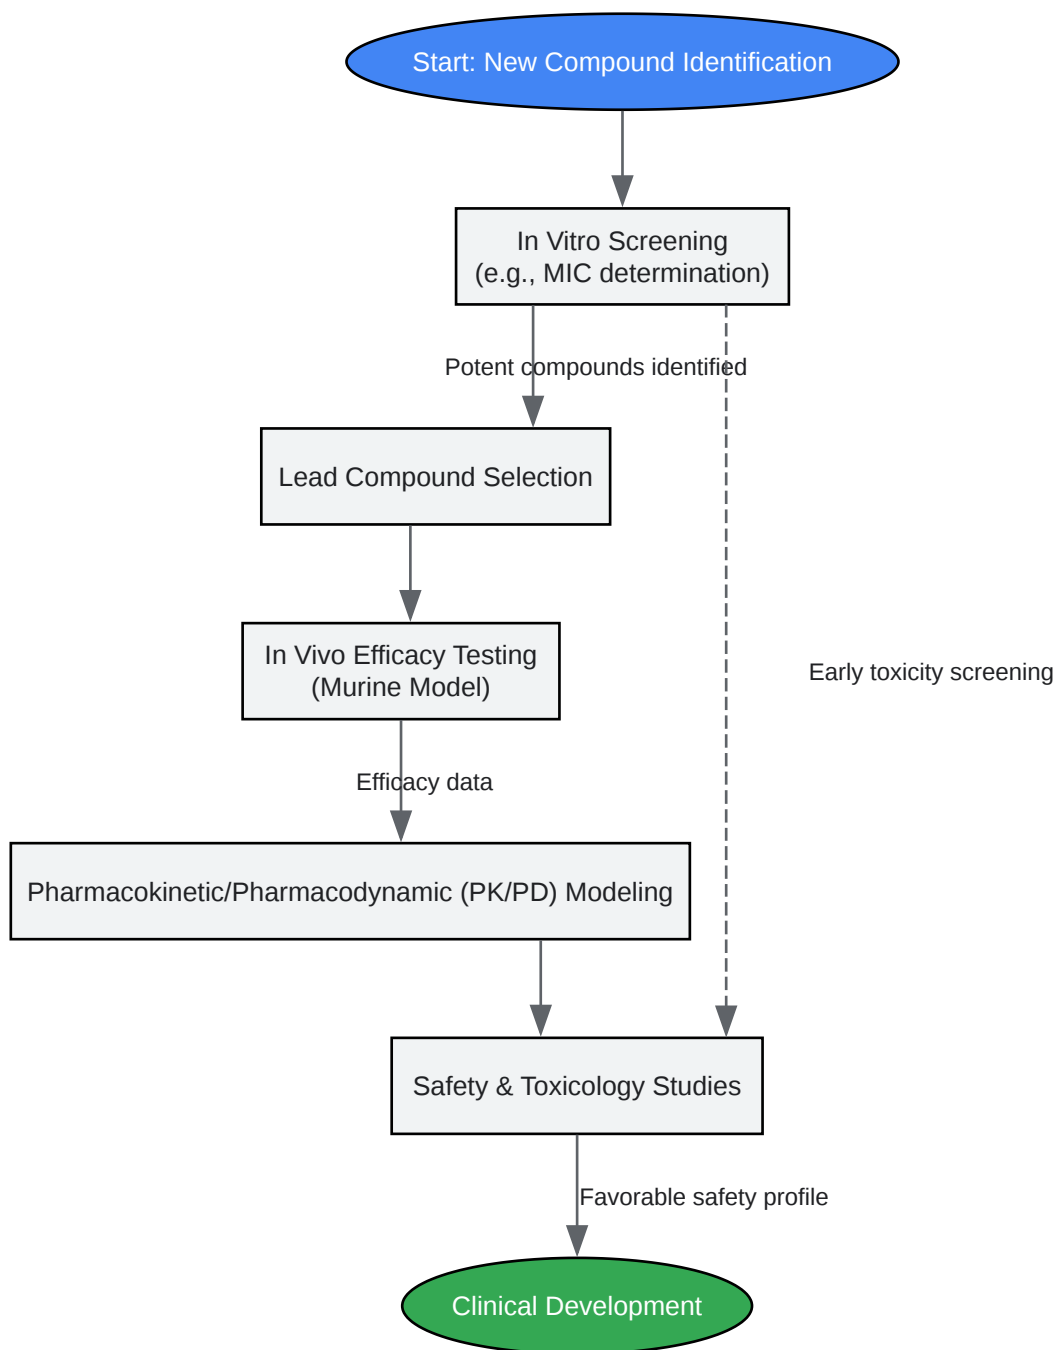 Start: New Compound Identification
In Vitro Screening
(e.g., MIC determination)
Potent compounds identified
Lead Compound Selection
In Vivo Efficacy Testing
(Murine Model)
Early toxicity screening
Efficacy data
Pharmacokinetic/Pharmacodynamic (PK/PD) Modeling
Safety & Toxicology Studies
Favorable safety profile
Clinical Development